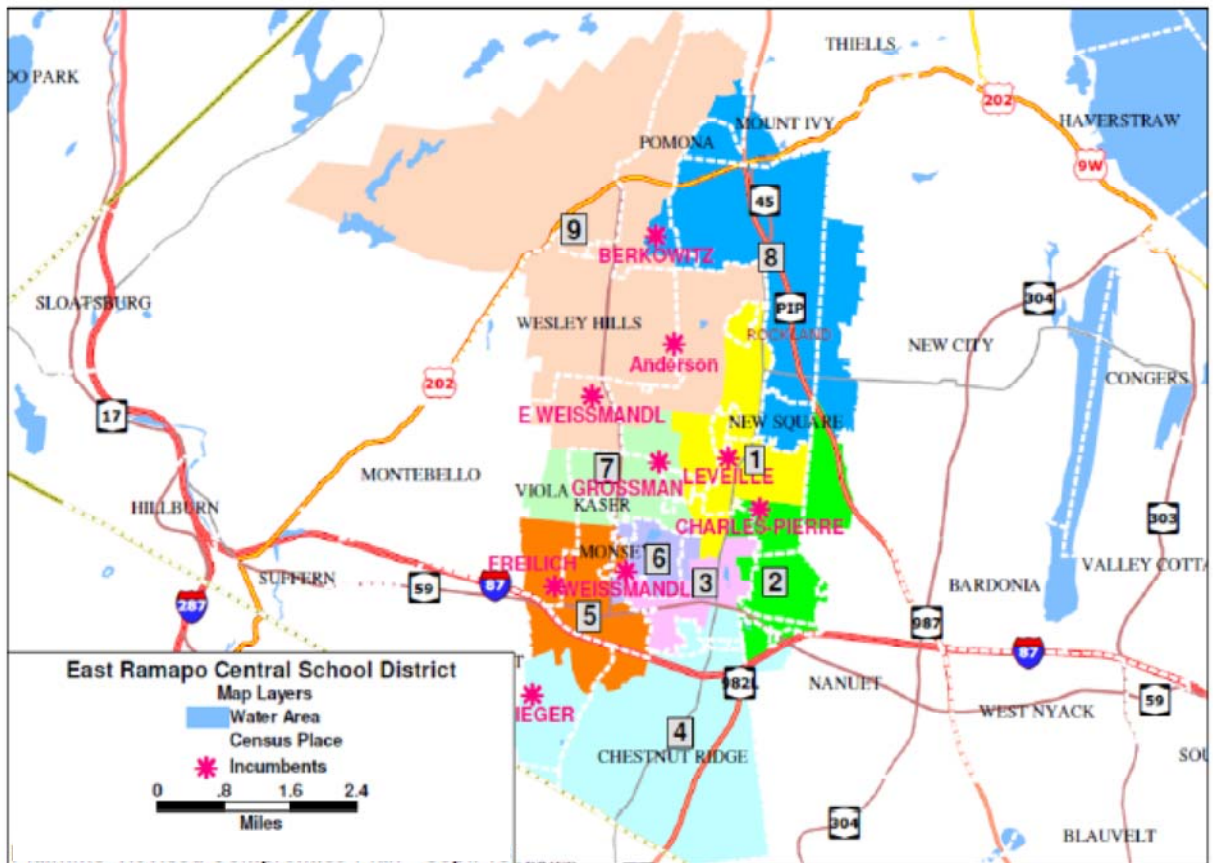 THIELLS
OO PARK
202
HAVERSTRAW
MOUNT IVY
POMONA
9W
45
9
BERKOWITZ
8
304
SLOATSBURG
PIP
WESLEY HILLS
ROCKLAND
NEW CITY
Anderson
CONGERS
202
17
E WEISSMANDL
NEW SQUARE
1
7
LEVEILLE
MONTEBELLO
GROSSMAN
VIOLA
KASER
HILLBURN
303
CHARLES-PIERRE
MONSE
6
FREILICH
VALLEY COTTA
SUFFERN
59
87
WEISSMANDL
3
2
BARDONIA
287
5
987
87
East Ramapo Central School District
Map Layers
Water Area
Census Place
Incumbents
0 .8 1.6 2.4
Miles
T
982L
NANUET
59
IEGER
WEST NYACK
4
CHESTNUT RIDGE
SOU
304
BLAUVELT